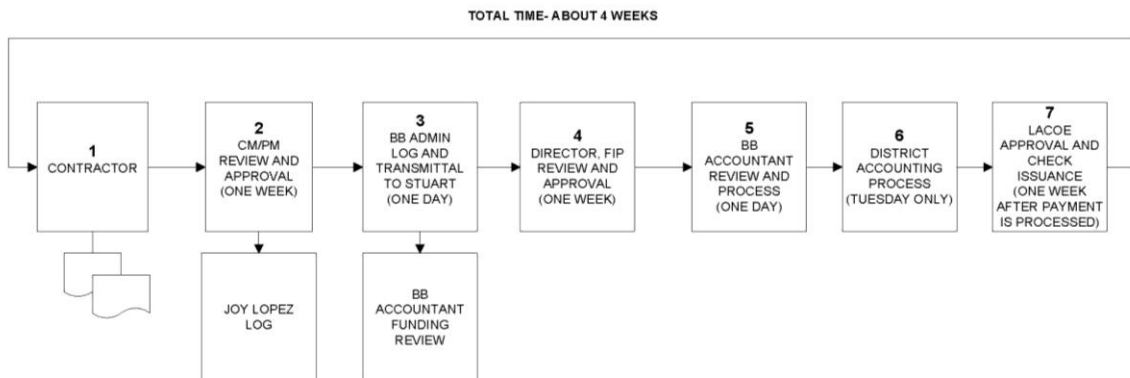 TOTAL TIME- ABOUT 4 WEEKS
1
CONTRACTOR
2
CM/PM
REVIEW AND
APPROVAL
(ONE WEEK)
3
BB ADMIN
LOG AND
TRANSMITTAL
TO STUART
(ONE DAY)
4
DIRECTOR, FIP
REVIEW AND
APPROVAL
(ONE WEEK)
5
BB
ACCOUNTANT
REVIEW AND
PROCESS
(ONE DAY)
6
DISTRICT
ACCOUNTING
PROCESS
(TUESDAY ONLY)
7
LACOE
APPROVAL AND
CHECK
ISSUANCE
(ONE WEEK
AFTER PAYMENT
IS PROCESSED)
JOY LOPEZ
LOG
BB
ACCOUNTANT
FUNDING
REVIEW